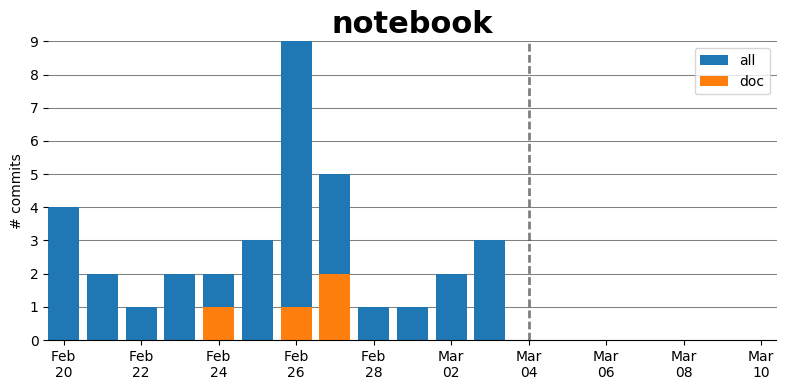 notebook
9
8
7
6
5
4
3
2
1
0
# commits
all
doc
Feb 20
Feb 22
Feb 24
Feb 26
Feb 28
Mar 02
Mar 04
Mar 06
Mar 08
Mar 10